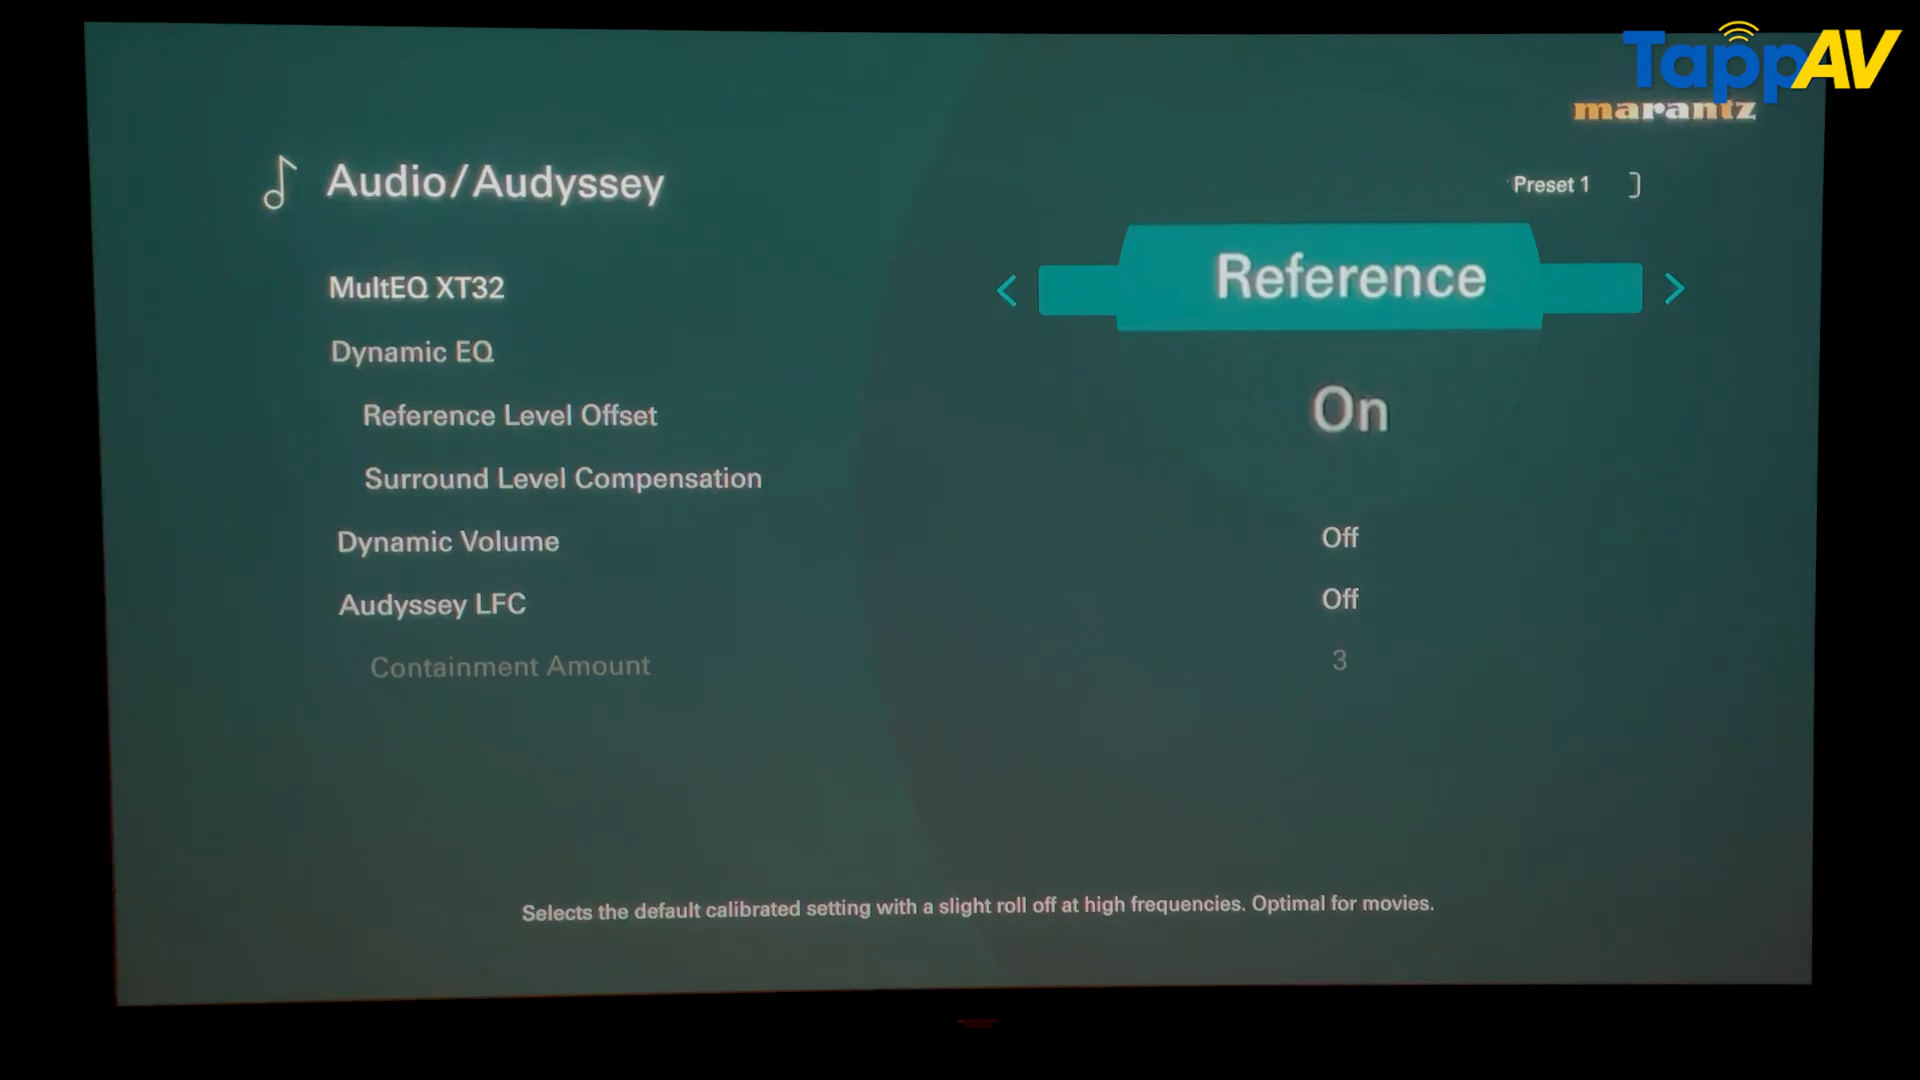 TappAV
marantz
Audio/Audyssey
Preset 1
MultEQ XT32
Reference
Dynamic EQ
On
Reference Level Offset
Surround Level Compensation
Dynamic Volume
Off
Audyssey LFC
Off
Containment Amount
3
Selects the default calibrated setting with a slight roll off at high frequencies. Optimal for movies.